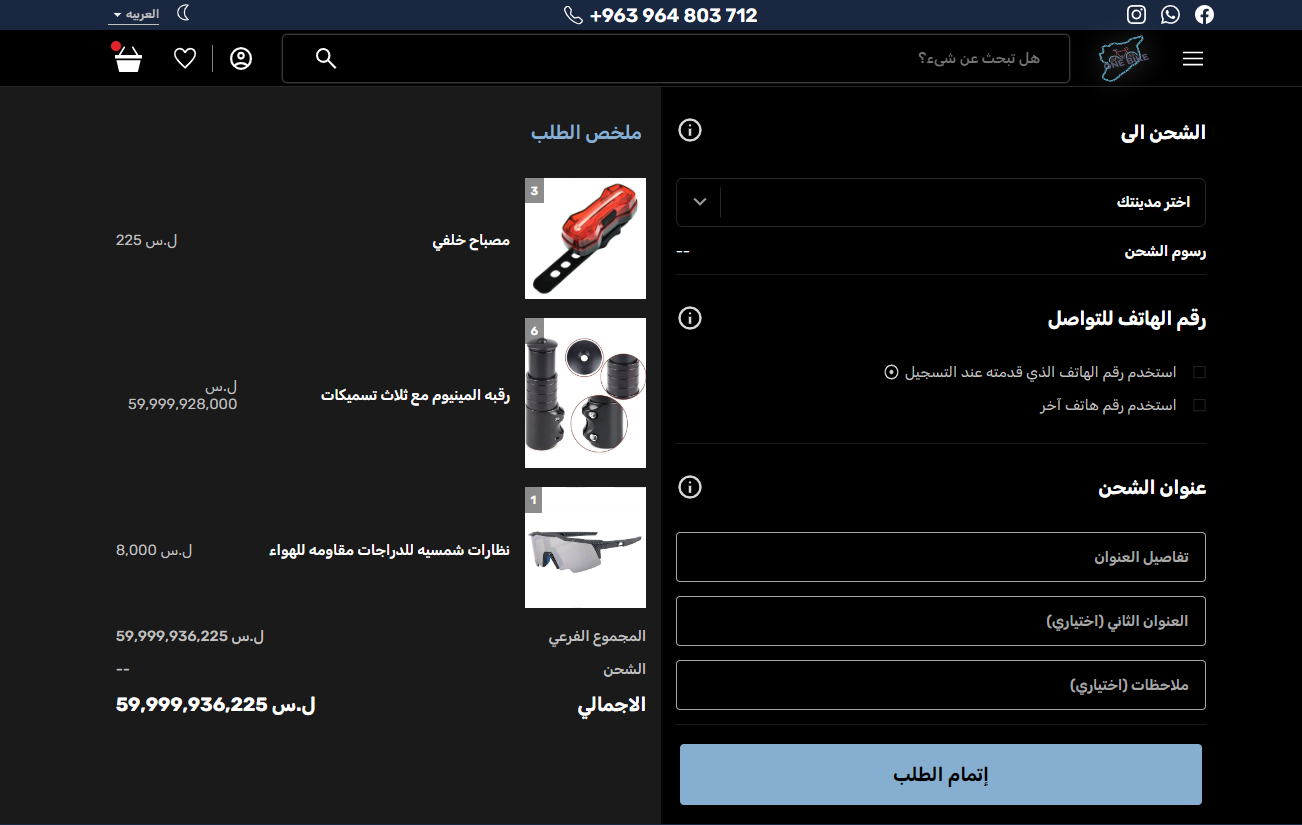 العربيه
+963 964 803 712
هل تبحث عن شىء؟
ONE BIKE
الشحن الى
اختر مدينتك
رسوم الشحن
--
رقم الهاتف للتواصل
استخدم رقم الهاتف الذي قدمته عند التسجيل
استخدم رقم هاتف آخر
عنوان الشحن
تفاصيل العنوان
العنوان الثاني (اختياري)
ملاحظات (اختياري)
إتمام الطلب
ملخص الطلب
3
مصباح خلفي
ل.س 225
6
رقبه المينيوم مع ثلاث تسميكات
ل.س
59,999,928,000
1
نظارات شمسيه للدراجات مقاومه للهواء
ل.س 8,000
المجموع الفرعي
ل.س 59,999,936,225
الشحن
--
الاجمالي
ل.س 59,999,936,225